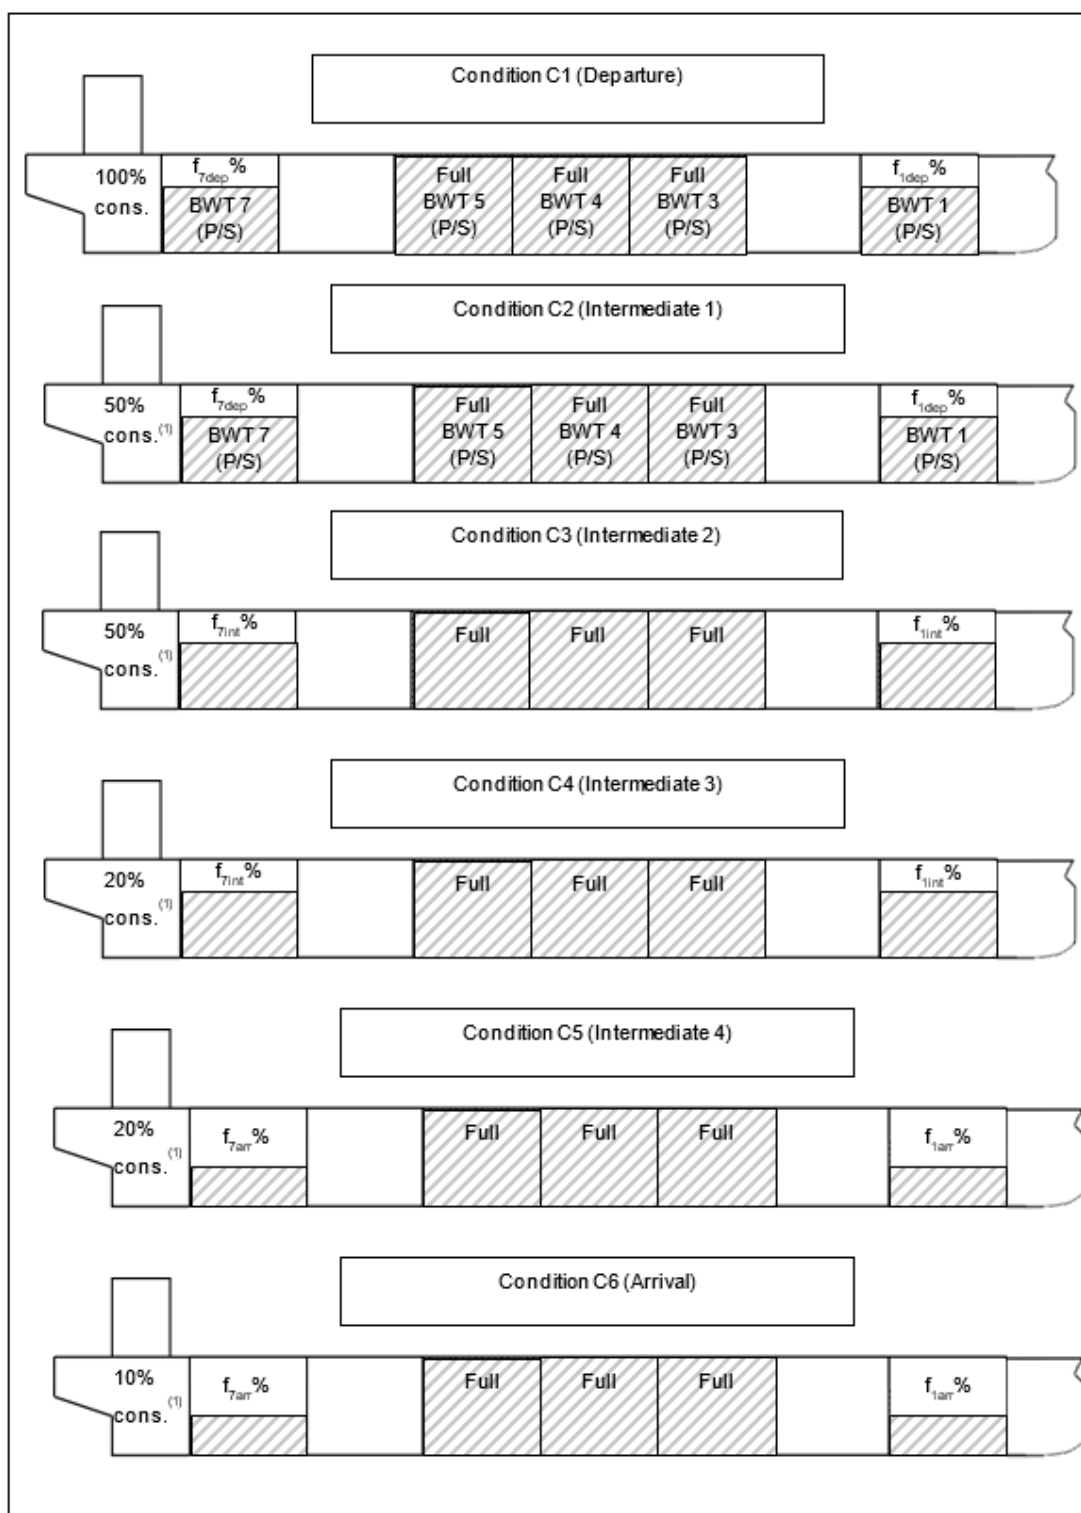 Condition C1 (Departure)
100%
cons.
f7dep%
BWT 7
(P/S)
Full
BWT 5
(P/S)
Full
BWT 4
(P/S)
Full
BWT 3
(P/S)
f1dep%
BWT 1
(P/S)
Condition C2 (Intermediate 1)
50%
cons.(1)
f7dep%
BWT 7
(P/S)
Full
BWT 5
(P/S)
Full
BWT 4
(P/S)
Full
BWT 3
(P/S)
f1dep%
BWT 1
(P/S)
Condition C3 (Intermediate 2)
50%
cons.(1)
f7int%
Full
Full
Full
f1int%
Condition C4 (Intermediate 3)
20%
cons.(1)
f7int%
Full
Full
Full
f1int%
Condition C5 (Intermediate 4)
20%
cons.(1)
f7arr%
Full
Full
Full
f1arr%
Condition C6 (Arrival)
10%
cons.(1)
f7arr%
Full
Full
Full
f1arr%